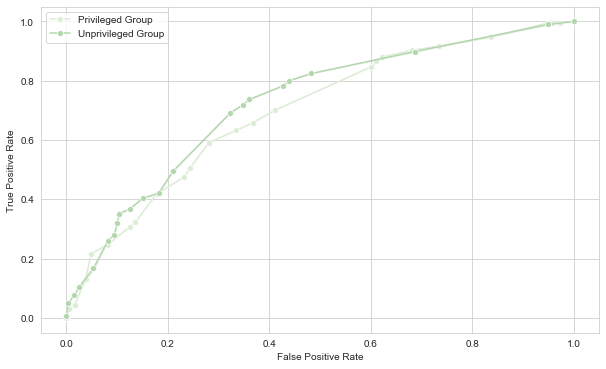 Privileged Group
Unprivileged Group
True Positive Rate
1.0
0.8
0.6
0.4
0.2
0.0
0.0 0.2 0.4 0.6 0.8 1.0
False Positive Rate